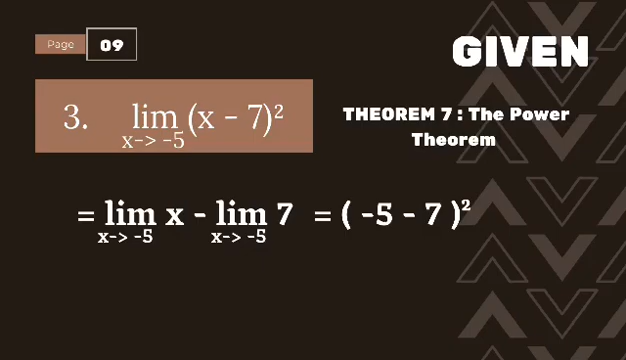 Page 09
GIVEN
3. lim (x - 7)²
x-> -5
THEOREM 7 : The Power
Theorem
= lim x - lim 7 = ( -5 - 7 )²
x-> -5 x-> -5